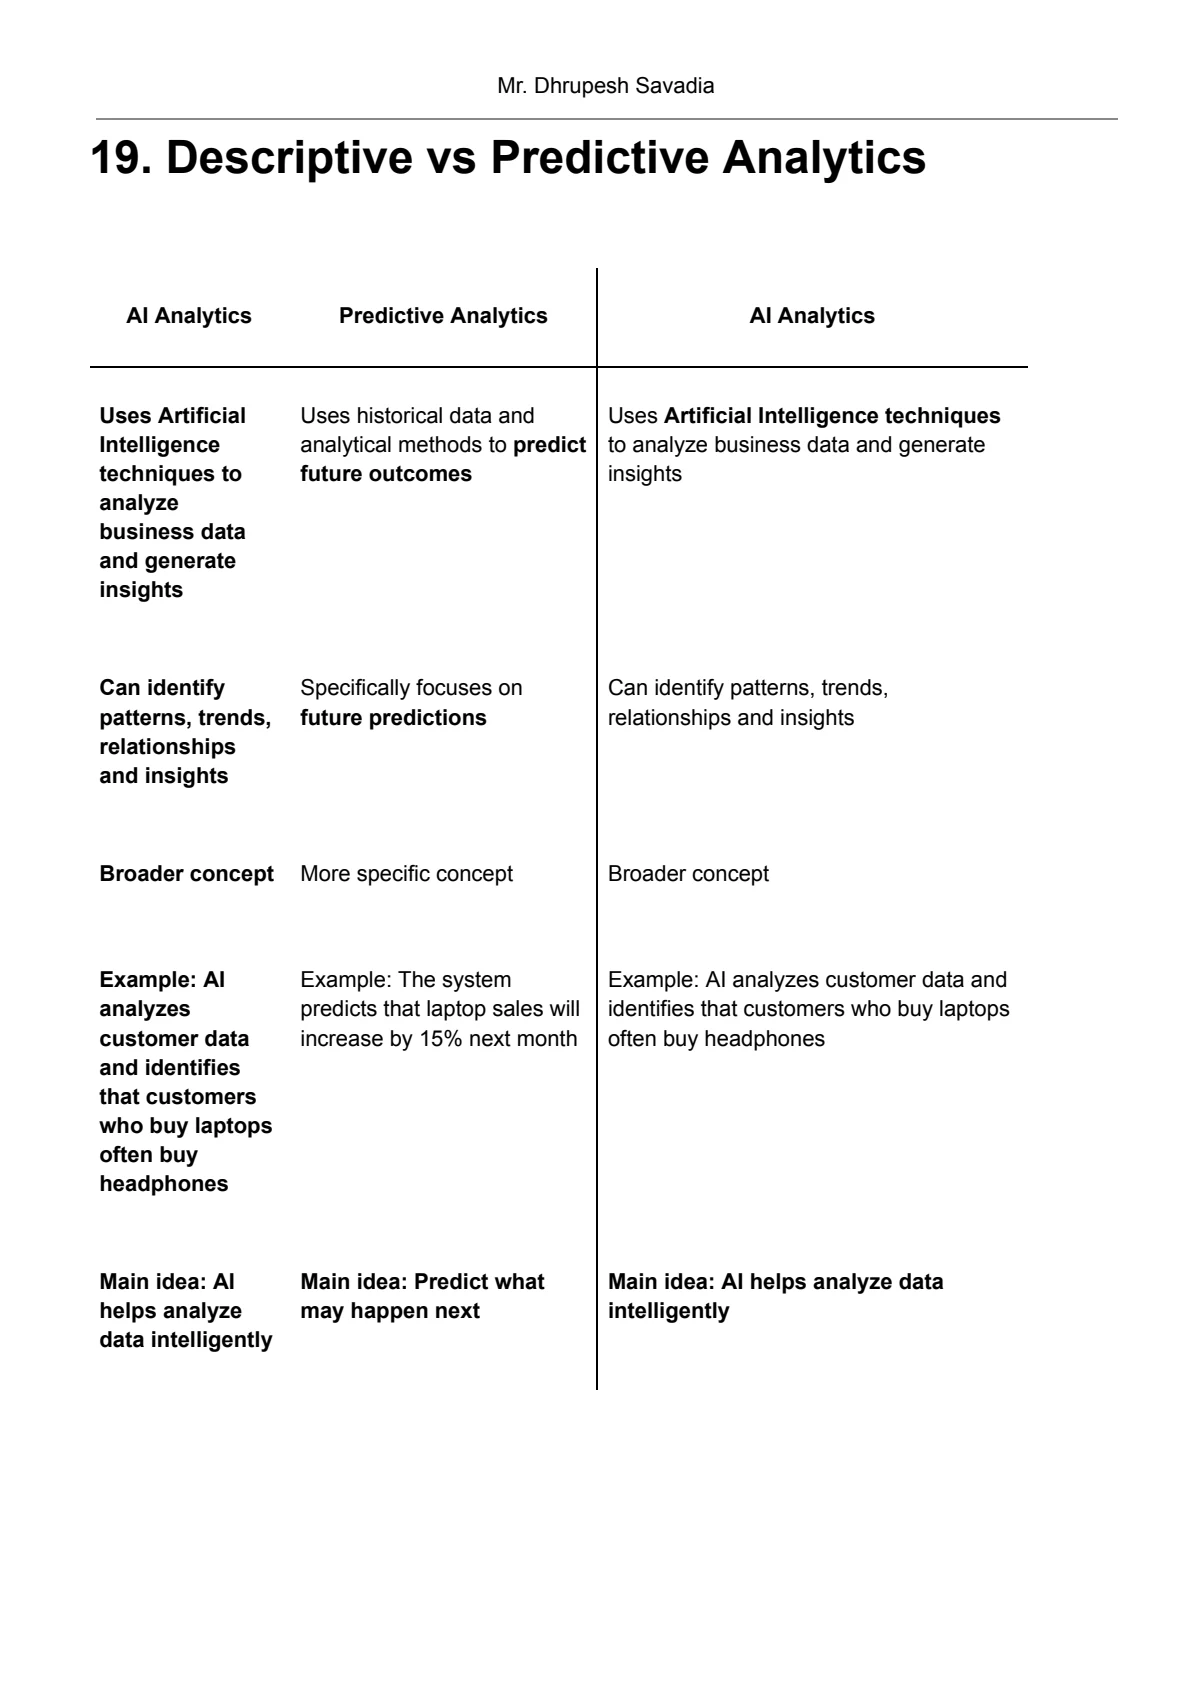 Mr. Dhrupesh Savadia
19. Descriptive vs Predictive Analytics
AI Analytics
Predictive Analytics
AI Analytics
Uses Artificial
Intelligence
techniques to
analyze
business data
and generate
insights
Uses historical data and
analytical methods to predict
future outcomes
Uses Artificial Intelligence techniques
to analyze business data and generate
insights
Can identify
patterns, trends,
relationships
and insights
Specifically focuses on
future predictions
Can identify patterns, trends,
relationships and insights
Broader concept
More specific concept
Broader concept
Example: AI
analyzes
customer data
and identifies
that customers
who buy laptops
often buy
headphones
Example: The system
predicts that laptop sales will
increase by 15% next month
Example: AI analyzes customer data and
identifies that customers who buy laptops
often buy headphones
Main idea: AI
helps analyze
data intelligently
Main idea: Predict what
may happen next
Main idea: AI helps analyze data
intelligently